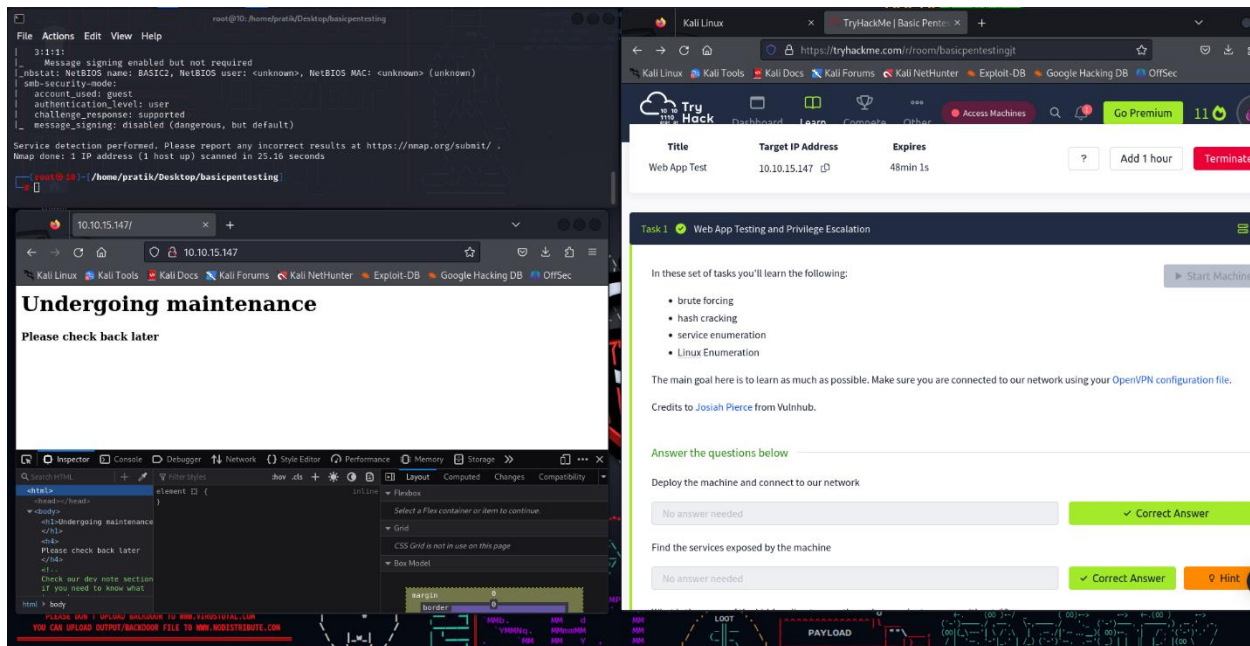 root@10: /home/pratik/Desktop/basicpentesting
File Actions Edit View Help
| 3:1:1:
|_ Message signing enabled but not required
|_nbstat: NetBIOS name: BASIC2, NetBIOS user: <unknown>, NetBIOS MAC: <unknown> (unknown)
| smb-security-mode:
| account_used: guest
| authentication_level: user
| challenge_response: supported
|_ message_signing: disabled (dangerous, but default)
Service detection performed. Please report any incorrect results at https://nmap.org/submit/ .
Nmap done: 1 IP address (1 host up) scanned in 25.16 seconds
(root@10)-[/home/pratik/Desktop/basicpentesting]
#
10.10.15.147/
10.10.15.147
Kali Linux Kali Tools Kali Docs Kali Forums Kali NetHunter Exploit-DB Google Hacking DB OffSec
Undergoing maintenance
Please check back later
Inspector Console Debugger Network Style Editor Performance Memory Storage
Search HTML
Filter Styles :hov .cls
Layout Computed Changes Compatibility
<html>
<head></head>
<body>
<h1>Undergoing maintenance
</h1>
<h4>
Please check back later
</h4>
<!--
Check our dev note section
if you need to know what
html > body
element {
inline
}
Flexbox
Select a Flex container or item to continue.
Grid
CSS Grid is not in use on this page
Box Model
margin 0
border 0
YOU CAN UPLOAD OUTPUT/BACKDOOR FILE TO WWW.NODISTRIBUTE.COM
LOOT
PAYLOAD
Kali Linux
TryHackMe | Basic Pentes
https://tryhackme.com/r/room/basicpentestingjt
Kali Linux Kali Tools Kali Docs Kali Forums Kali NetHunter Exploit-DB Google Hacking DB OffSec
Try Hack
Dashboard Learn Compete Other
Access Machines
Go Premium
11
Title Target IP Address Expires
Web App Test 10.10.15.147 48min 1s
? Add 1 hour Terminate
Task 1 Web App Testing and Privilege Escalation
In these set of tasks you'll learn the following:
Start Machine
• brute forcing
• hash cracking
• service enumeration
• Linux Enumeration
The main goal here is to learn as much as possible. Make sure you are connected to our network using your OpenVPN configuration file.
Credits to Josiah Pierce from Vulnhub.
Answer the questions below
Deploy the machine and connect to our network
No answer needed
Correct Answer
Find the services exposed by the machine
No answer needed
Correct Answer
Hint